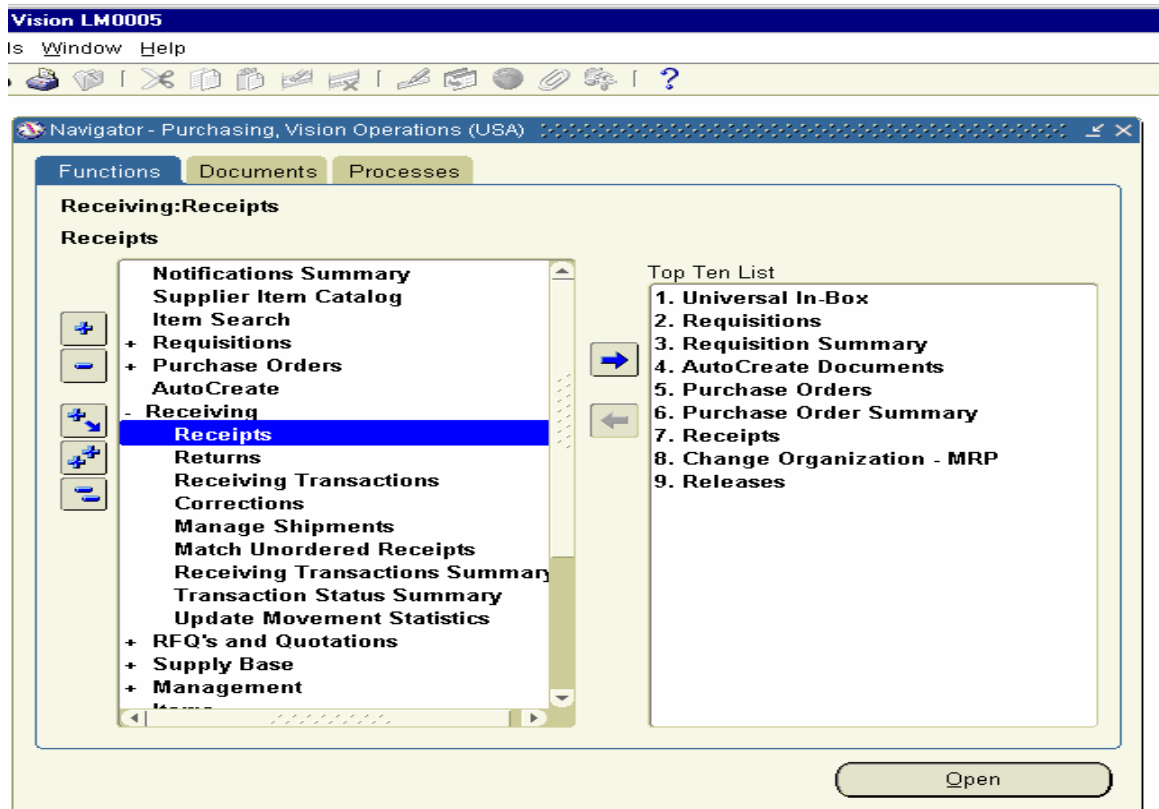 Vision LM0005
ls Window Help
?
Navigator - Purchasing, Vision Operations (USA)
Functions Documents Processes
Receiving:Receipts
Receipts
Notifications Summary
Supplier Item Catalog
Item Search
+ Requisitions
+ Purchase Orders
AutoCreate
- Receiving
Receipts
Returns
Receiving Transactions
Corrections
Manage Shipments
Match Unordered Receipts
Receiving Transactions Summary
Transaction Status Summary
Update Movement Statistics
+ RFQ's and Quotations
+ Supply Base
+ Management
Top Ten List
1. Universal In-Box
2. Requisitions
3. Requisition Summary
4. AutoCreate Documents
5. Purchase Orders
6. Purchase Order Summary
7. Receipts
8. Change Organization - MRP
9. Releases
Open